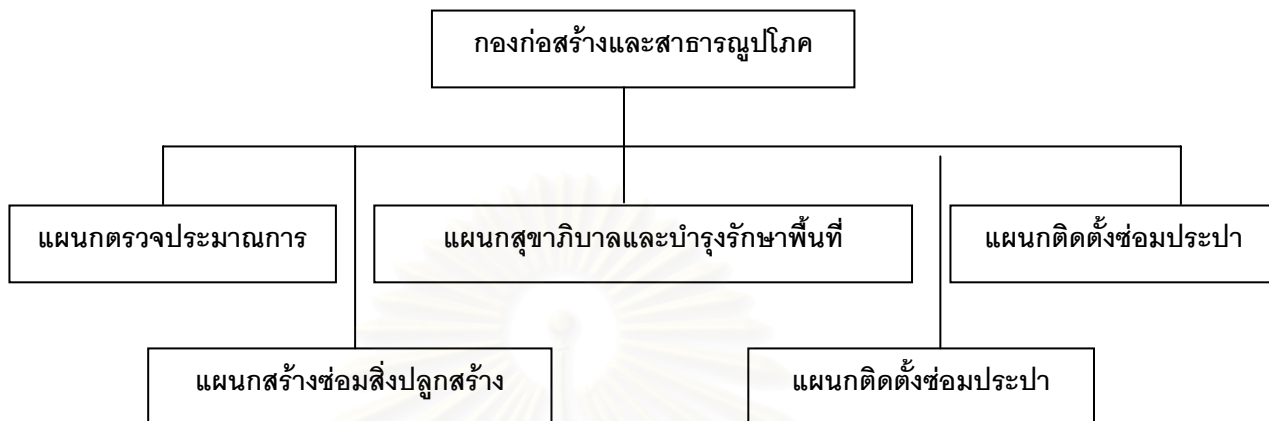 กองก่อสร้างและสาธารณูปโภค
แผนกตรวจประมาณการ
แผนกสุขาภิบาลและบำรุงรักษาพื้นที่
แผนกติดตั้งซ่อมประปา
แผนกสร้างซ่อมสิ่งปลูกสร้าง
แผนกติดตั้งซ่อมประปา